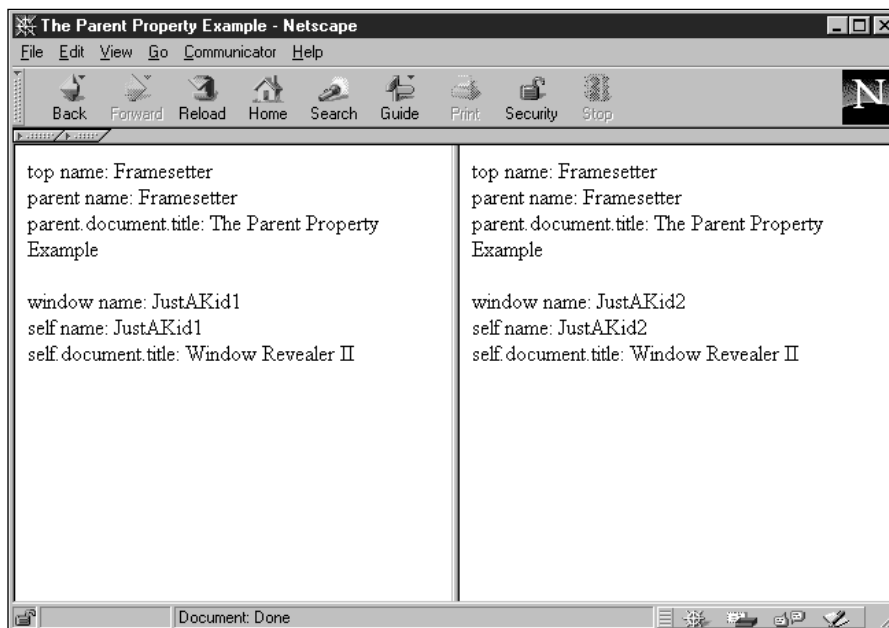 The Parent Property Example - Netscape
File Edit View Go Communicator Help
Back Forward Reload Home Search Guide Print Security Stop
N
top name: Framesetter
parent name: Framesetter
parent.document.title: The Parent Property
Example
window name: JustAKid1
self name: JustAKid1
self.document.title: Window Revealer II
top name: Framesetter
parent name: Framesetter
parent.document.title: The Parent Property
Example
window name: JustAKid2
self name: JustAKid2
self.document.title: Window Revealer II
Document: Done